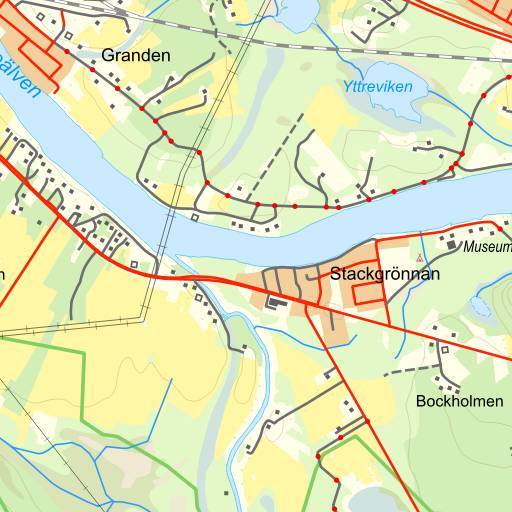 Granden
älven
Yttreviken
Museum
Stackgrönnan
Bockholmen